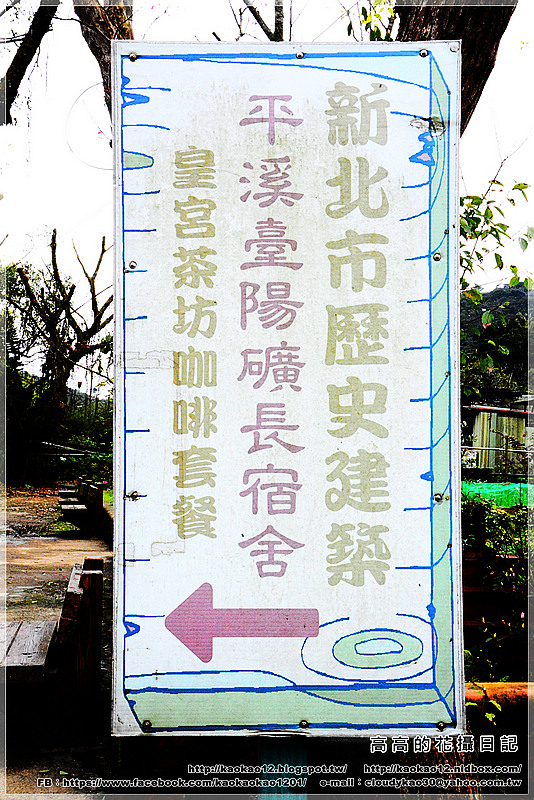 新北市歷史建築
平溪臺陽礦長宿舍
皇宮茶坊咖啡套餐
高高的花攝日記
http://kaokao12.blogspot.tw/ http://kaokao12.nidbox.com/
FB：https://www.facebook.com/kaokao1201/ e-mail：cloudykao30@yahoo.com.tw